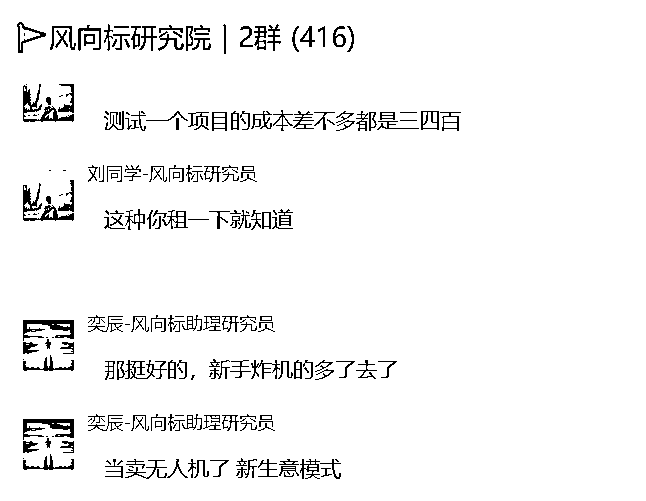 风向标研究院｜2群 (416)
测试一个项目的成本差不多都是三四百
刘同学-风向标研究员
这种你租一下就知道
奕辰-风向标助理研究员
那挺好的，新手炸机的多了去了
奕辰-风向标助理研究员
当卖无人机了 新生意模式